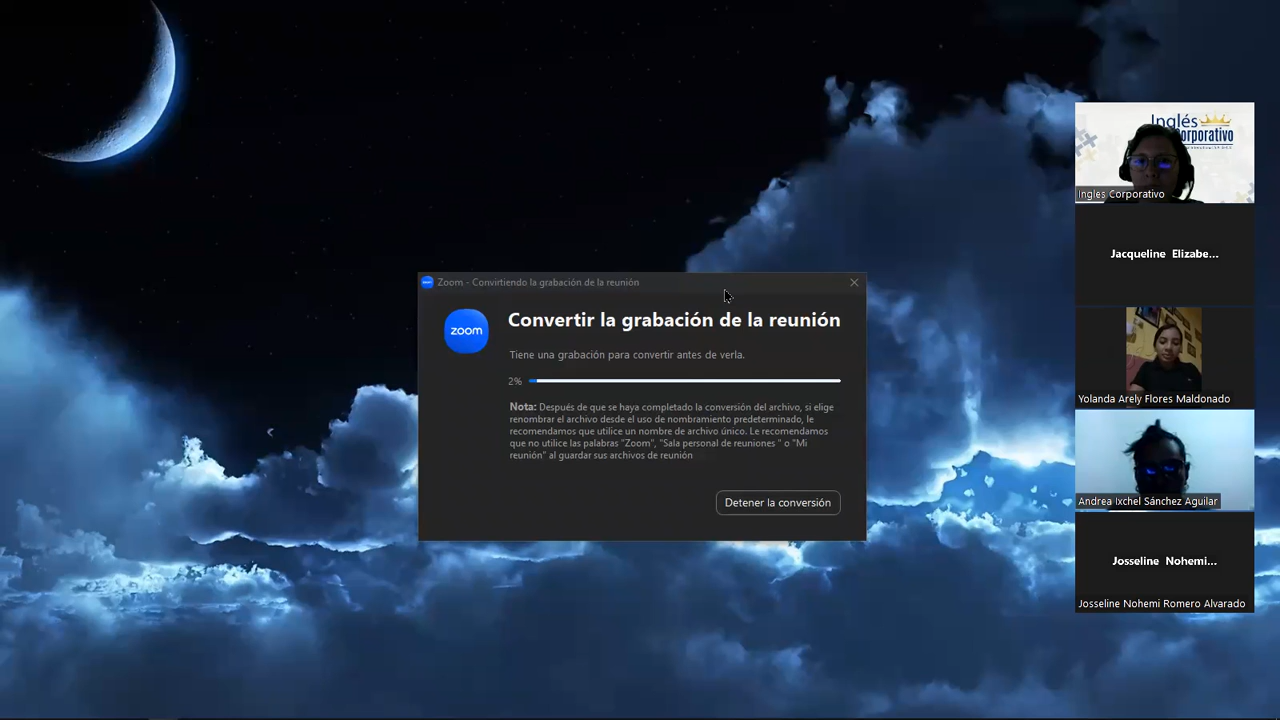 Zoom - Convirtiendo la grabación de la reunión
zoom
Convertir la grabación de la reunión
Tiene una grabación para convertir antes de verla.
2%
Nota: Después de que se haya completado la conversión del archivo, si elige
renombrar el archivo desde el uso de nombramiento predeterminado, le
recomendamos que utilice un nombre de archivo único. Le recomendamos
que no utilice las palabras "Zoom", "Sala personal de reuniones " o "Mi
reunión" al guardar sus archivos de reunión
Detener la conversión
Inglés
Corporativo
Ingles Corporativo
Jacqueline Elizabe...
Yolanda Arely Flores Maldonado
Andrea Ixchel Sánchez Aguilar
Josseline Nohemi...
Josseline Nohemi Romero Alvarado